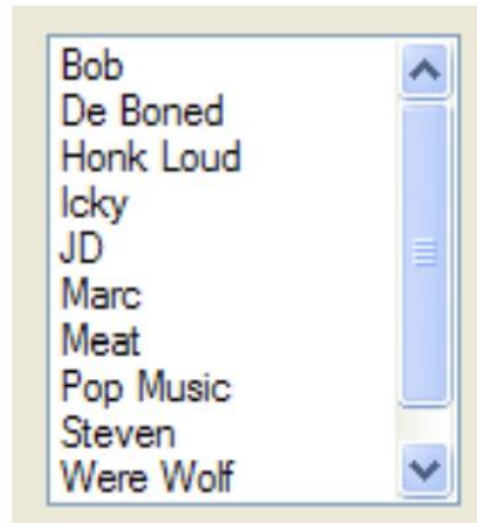 Bob
De Boned
Honk Loud
Icky
JD
Marc
Meat
Pop Music
Steven
Were Wolf